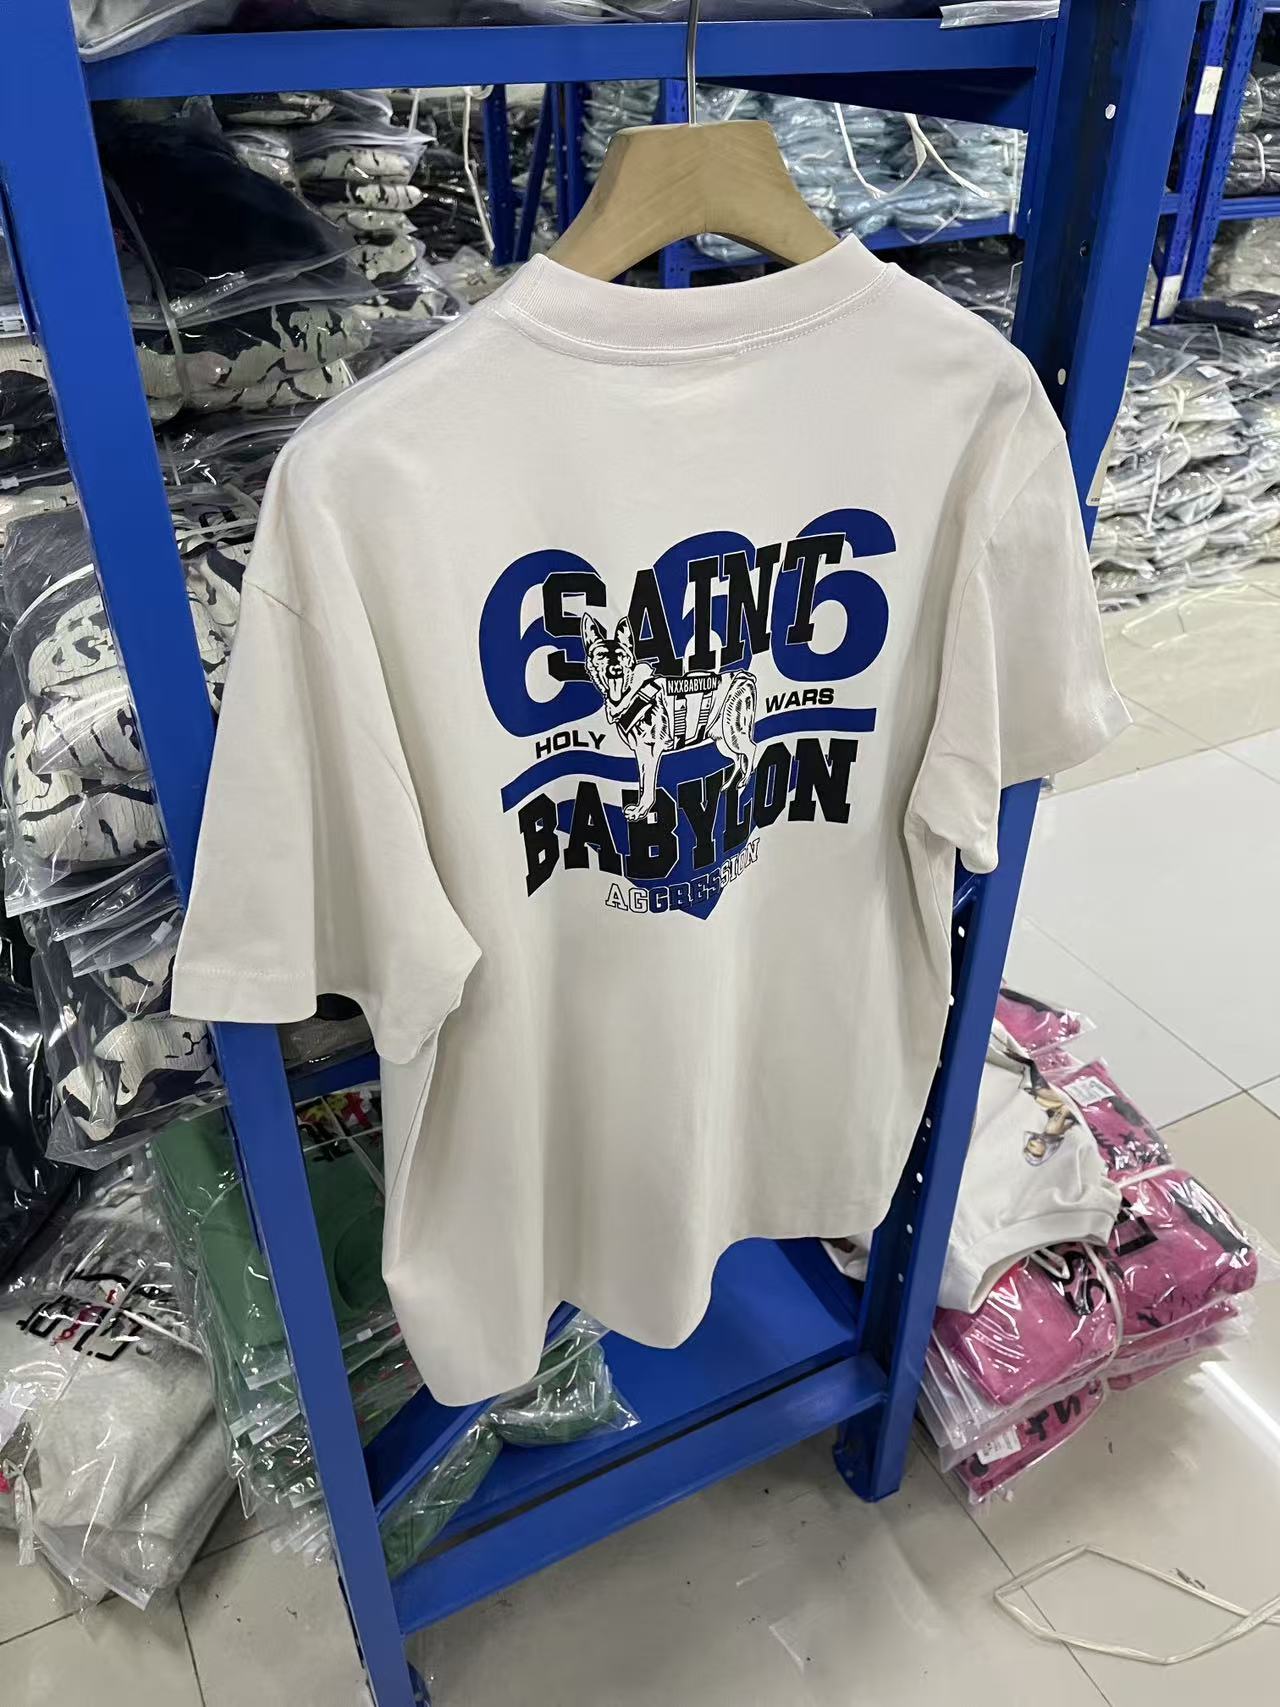 666
SAINT
NXXBABYLON
HOLY WARS
BABYLON
AGGRESSION